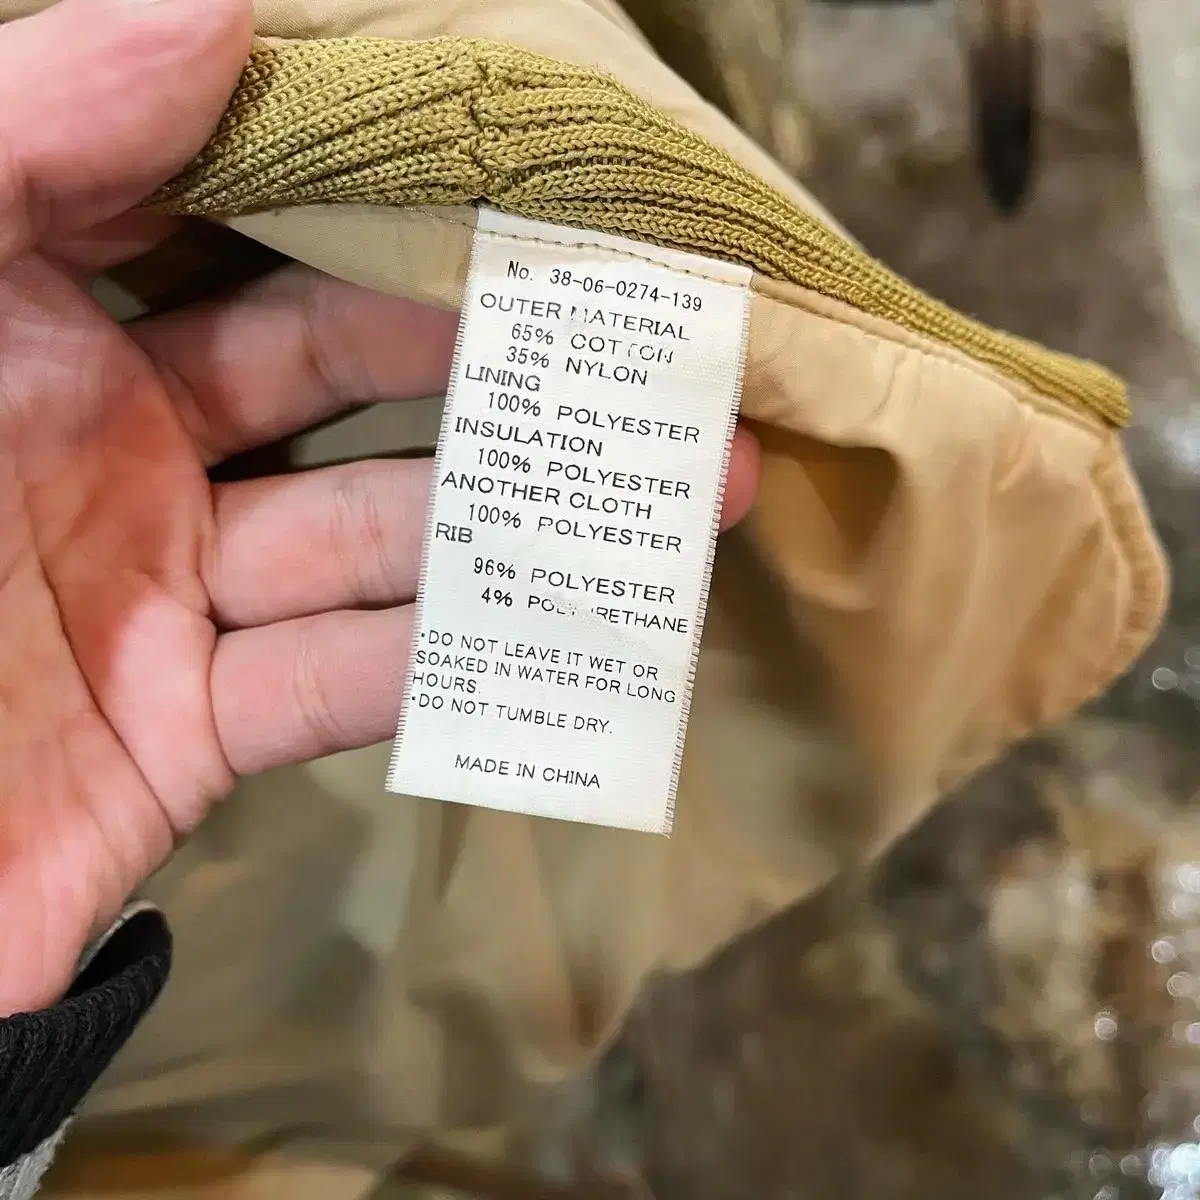 No. 38-06-0274-139
OUTER MATERIAL
65% COTTON
35% NYLON
LINING
100% POLYESTER
INSULATION
100% POLYESTER
ANOTHER CLOTH
100% POLYESTER
RIB
96% POLYESTER
4% POLYURETHANE
·DO NOT LEAVE IT WET OR
SOAKED IN WATER FOR LONG
HOURS.
·DO NOT TUMBLE DRY.
MADE IN CHINA